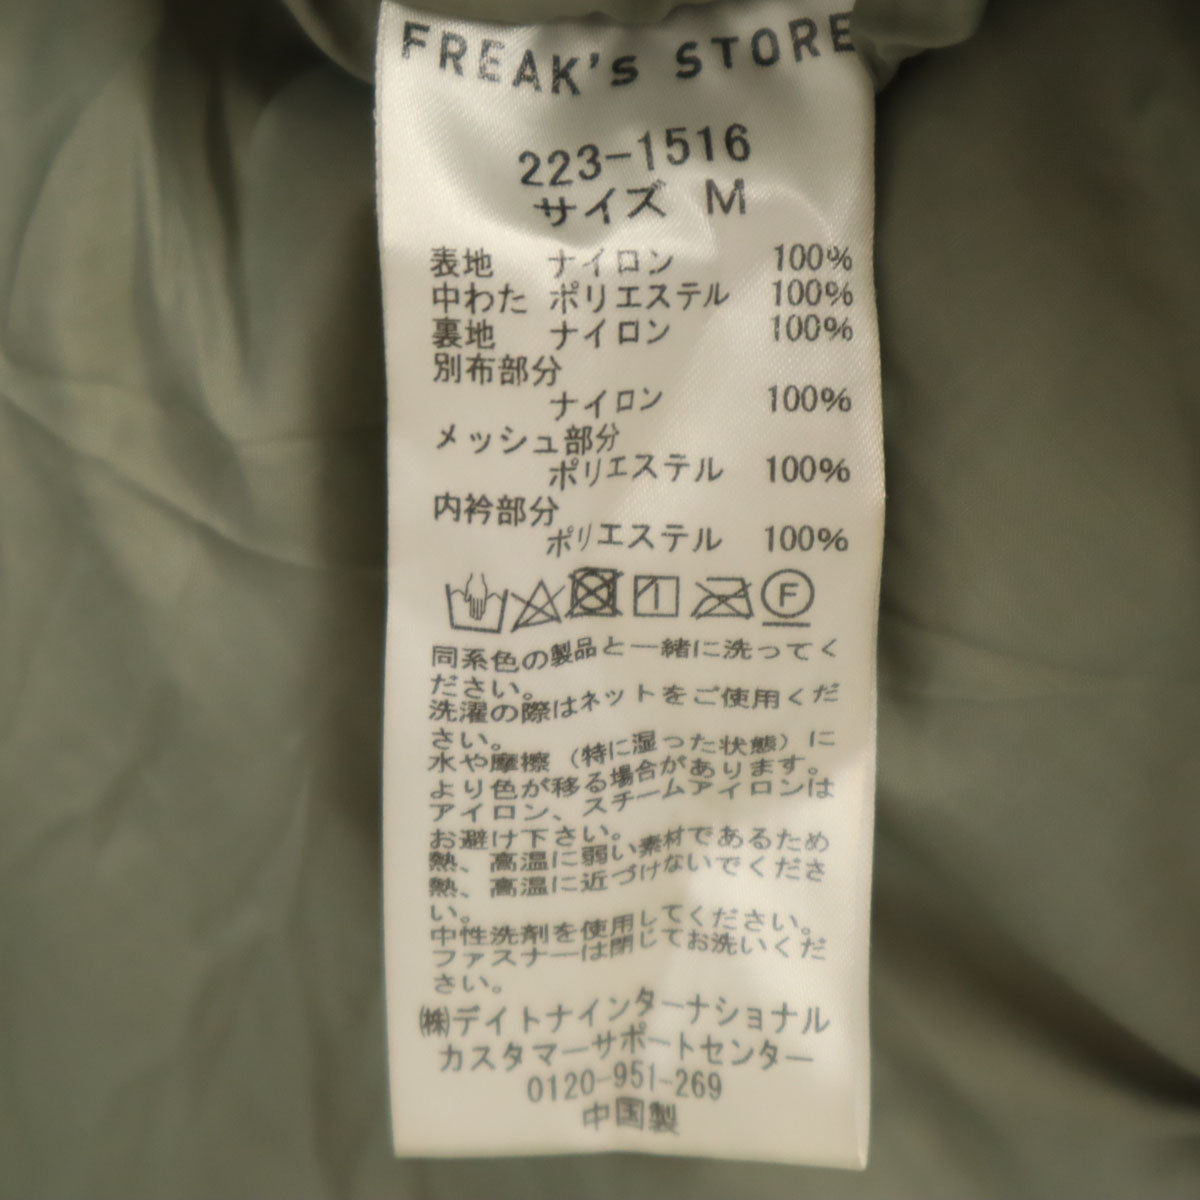 FREAK's STORE
223-1516
サイズ M
表地 ナイロン 100%
中わた ポリエステル 100%
裏地 ナイロン 100%
別布部分
ナイロン 100%
メッシュ部分
ポリエステル 100%
内衿部分
ポリエステル 100%
F
同系色の製品と一緒に洗ってく
ださい。
洗濯の際はネットをご使用くだ
さい。
水や摩擦(特に湿った状態)に
より色が移る場合があります。
アイロン、スチームアイロンは
お避け下さい。
熱、高温に弱い素材であるため
熱、高温に近づけないでくださ
い。
中性洗剤を使用してください。
ファスナーは閉じてお洗いくだ
さい。
㈱デイトナインターナショナル
カスタマーサポートセンター
0120-951-269
中国製